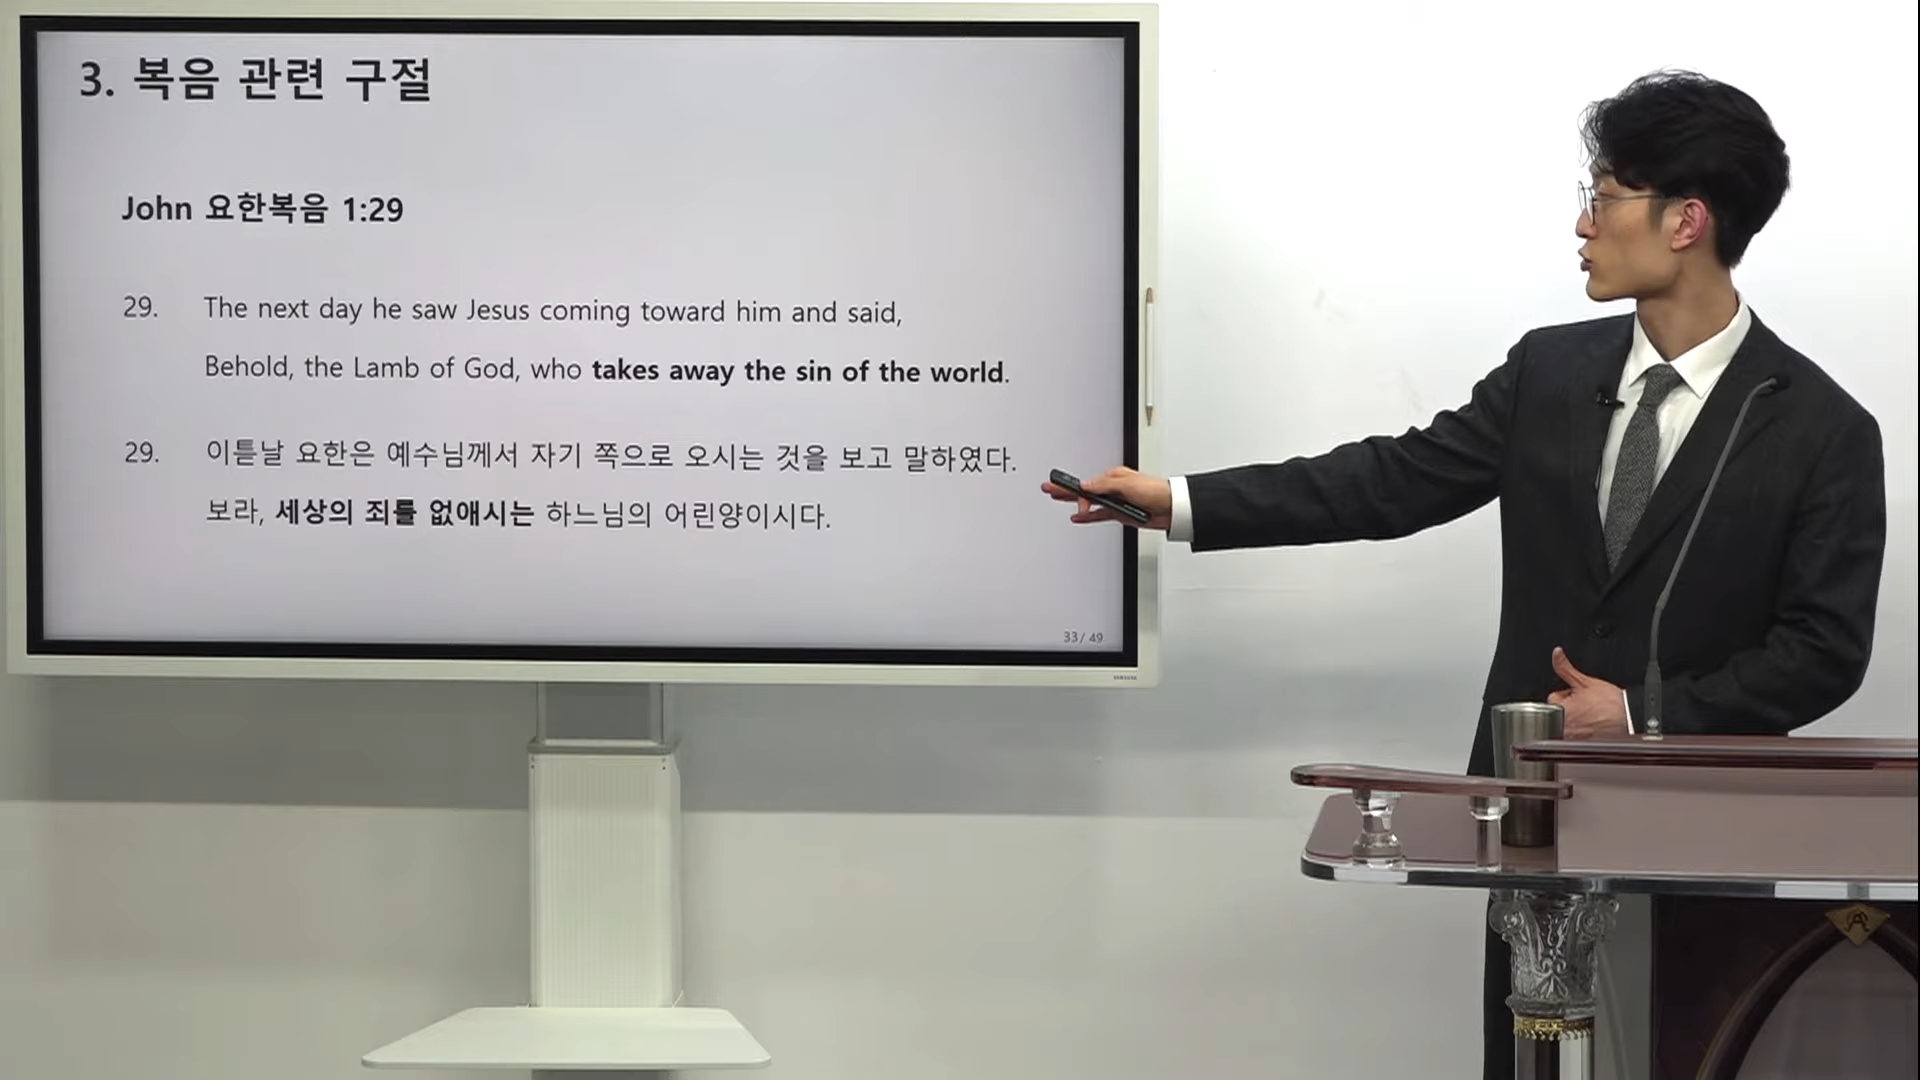 3. 복음 관련 구절
John 요한복음 1:29
29. The next day he saw Jesus coming toward him and said,
Behold, the Lamb of God, who takes away the sin of the world.
29. 이튿날 요한은 예수님께서 자기 쪽으로 오시는 것을 보고 말하였다.
보라, 세상의 죄를 없애시는 하느님의 어린양이시다.
33/ 49
SAMSUNG